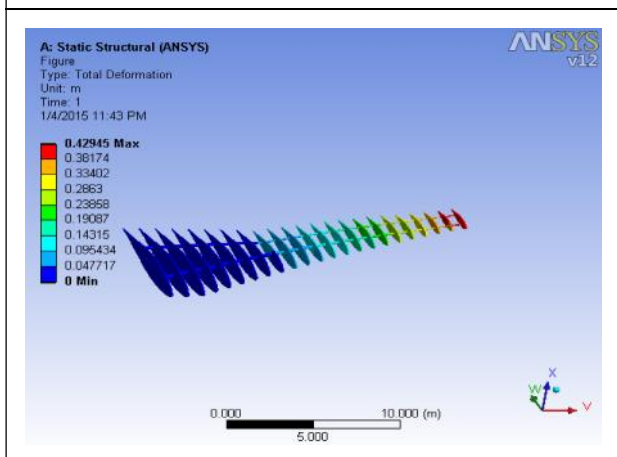 A: Static Structural (ANSYS)
Figure
Type: Total Deformation
Unit: m
Time: 1
1/4/2015 11:43 PM
ANSYS
v12
0.42945 Max
0.38174
0.33402
0.2863
0.23858
0.19087
0.14315
0.095434
0.047717
0 Min
0.000
10.000 (m)
5.000
X
W
V